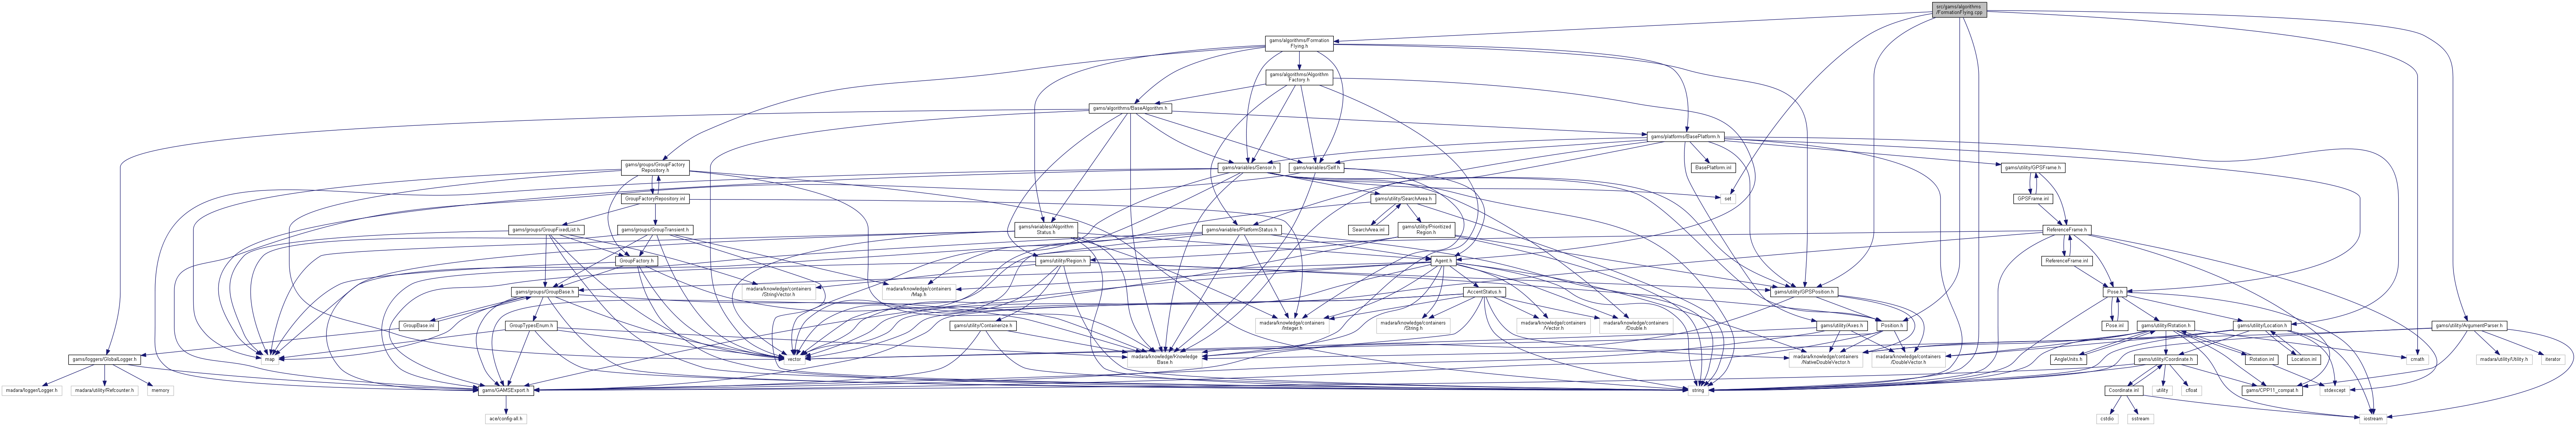 src/gams/algorithms
/FormationFlying.cpp
gams/algorithms/Formation
Flying.h
gams/algorithms/Algorithm
Factory.h
gams/algorithms/BaseAlgorithm.h
gams/platforms/BasePlatform.h
gams/groups/GroupFactory
Repository.h
gams/variables/Sensor.h
gams/variables/Self.h
BasePlatform.inl
gams/utility/GPSFrame.h
GroupFactoryRepository.inl
gams/utility/SearchArea.h
set
GPSFrame.inl
gams/groups/GroupFixedList.h
gams/groups/GroupTransient.h
gams/variables/Algorithm
Status.h
gams/variables/PlatformStatus.h
SearchArea.inl
gams/utility/Prioritized
Region.h
ReferenceFrame.h
GroupFactory.h
gams/utility/Region.h
Agent.h
ReferenceFrame.inl
gams/groups/GroupBase.h
madara/knowledge/containers
/StringVector.h
madara/knowledge/containers
/Map.h
AccentStatus.h
gams/utility/GPSPosition.h
Pose.h
GroupBase.inl
GroupTypesEnum.h
gams/utility/Containerize.h
madara/knowledge/containers
/Integer.h
madara/knowledge/containers
/String.h
madara/knowledge/containers
/Vector.h
madara/knowledge/containers
/Double.h
gams/utility/Axes.h
Position.h
Pose.inl
gams/utility/Rotation.h
gams/utility/Location.h
gams/utility/ArgumentParser.h
gams/loggers/GlobalLogger.h
map
vector
madara/knowledge/Knowledge
Base.h
madara/knowledge/containers
/NativeDoubleVector.h
madara/knowledge/containers
/DoubleVector.h
AngleUnits.h
gams/utility/Coordinate.h
Rotation.inl
Location.inl
cmath
madara/utility/Utility.h
iterator
madara/logger/Logger.h
madara/utility/Refcounter.h
memory
gams/GAMSExport.h
string
Coordinate.inl
utility
cfloat
gams/CPP11_compat.h
stdexcept
ace/config-all.h
cstdio
sstream
iostream